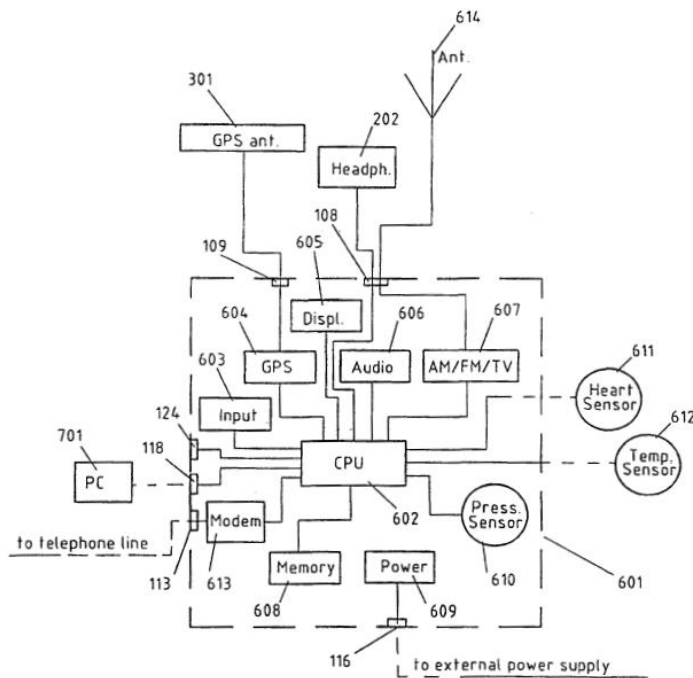 614
Ant.
301
GPS ant.
202
Headph.
109
605
108
Displ.
604
606
607
603
GPS
Audio
AM/FM/TV
611
Heart
Sensor
Input
612
124
Temp.
Sensor
701
118
CPU
PC
602
Press.
Sensor
Modem
to telephone line
113
613
610
601
Memory
Power
608
609
116
to external power supply